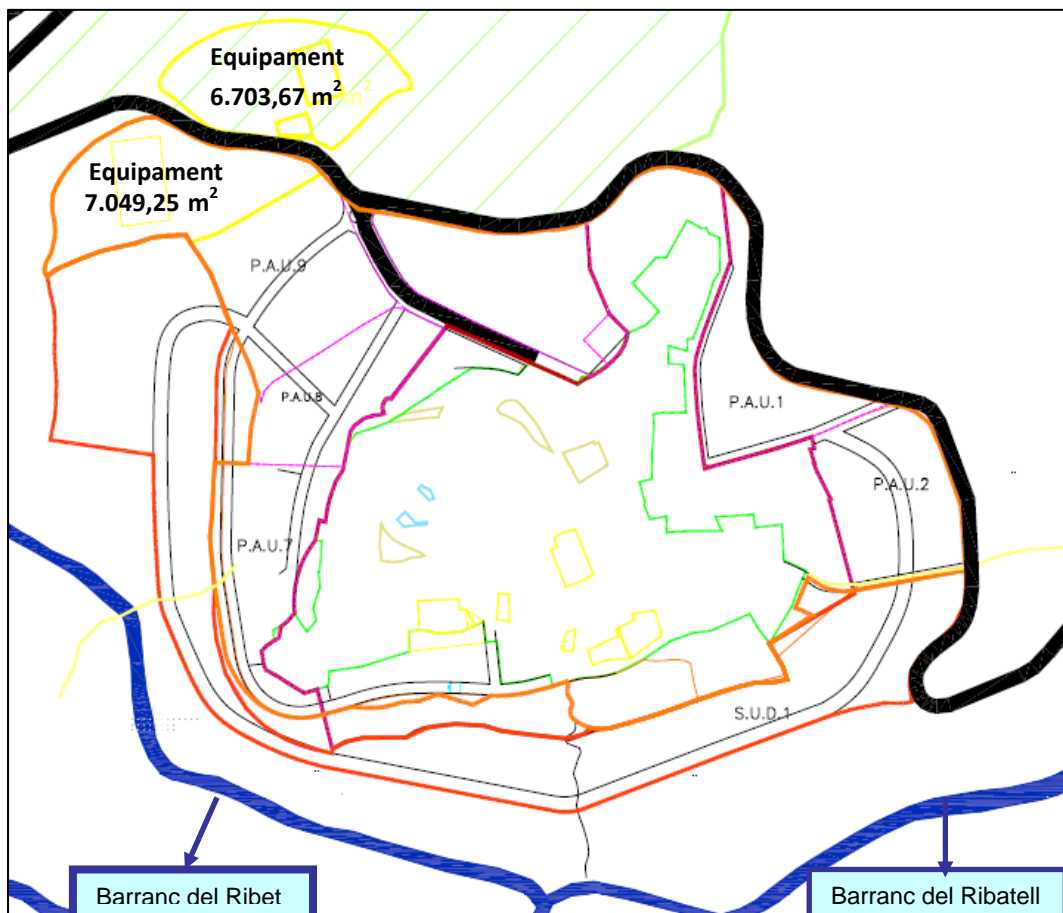 Equipament
6.703,67 m²
m²
Equipament
7.049,25 m²
P.A.U.9
P.A.U.8
P.A.U.1
P.A.U.2
P.A.U.7
S.U.D.1
Barranc del Ribet
Barranc del Ribatell